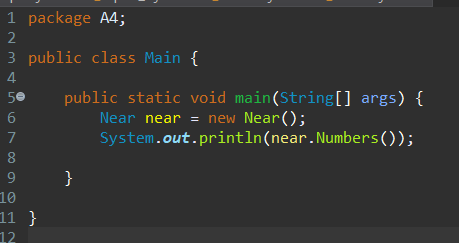 1 package A4;
2
3 public class Main {
4
5 public static void main(String[] args) {
6 Near near = new Near();
7 System.out.println(near.Numbers());
8
9 }
10
11 }
12